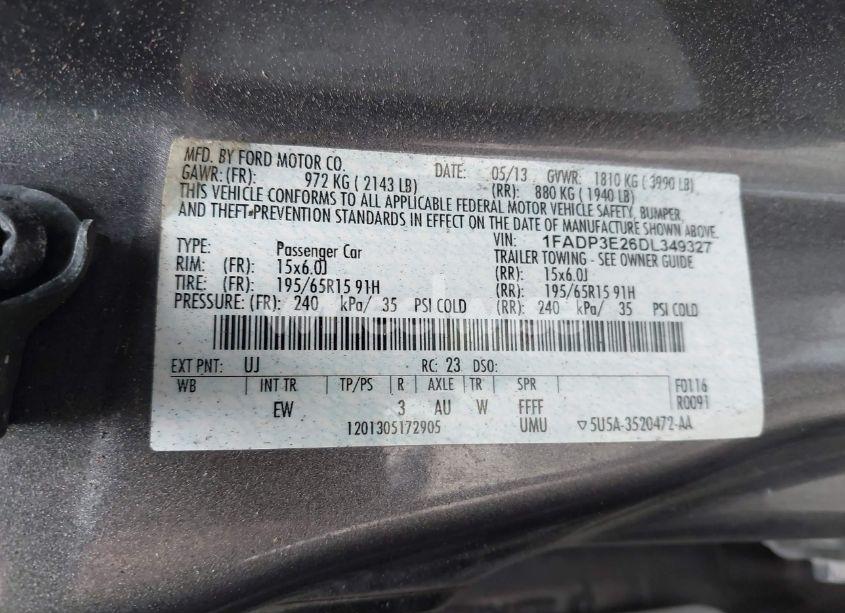 MFD. BY FORD MOTOR CO. DATE: 05/13 GVWR: 1810 KG ( 3990 LB)
GAWR: (FR): 972 KG ( 2143 LB) (RR): 880 KG ( 1940 LB)
THIS VEHICLE CONFORMS TO ALL APPLICABLE FEDERAL MOTOR VEHICLE SAFETY, BUMPER,
AND THEFT-PREVENTION STANDARDS IN EFFECT ON THE DATE OF MANUFACTURE SHOWN ABOVE.
VIN: 1FADP3E26DL349327
TYPE: Passenger Car TRAILER TOWING - SEE OWNER GUIDE
RIM: (FR): 15x6.0J (RR): 15x6.0J
TIRE: (FR): 195/65R15 91H (RR): 195/65R15 91H
PRESSURE: (FR): 240 kPa/ 35 PSI COLD (RR): 240 kPa/ 35 PSI COLD
EXT PNT: UJ RC: 23 DSO:
WB INT TR TP/PS R AXLE TR SPR F0116
EW 3 AU W FFFF R0091
1201305172905 UMU ▽5U5A-3520472-AA